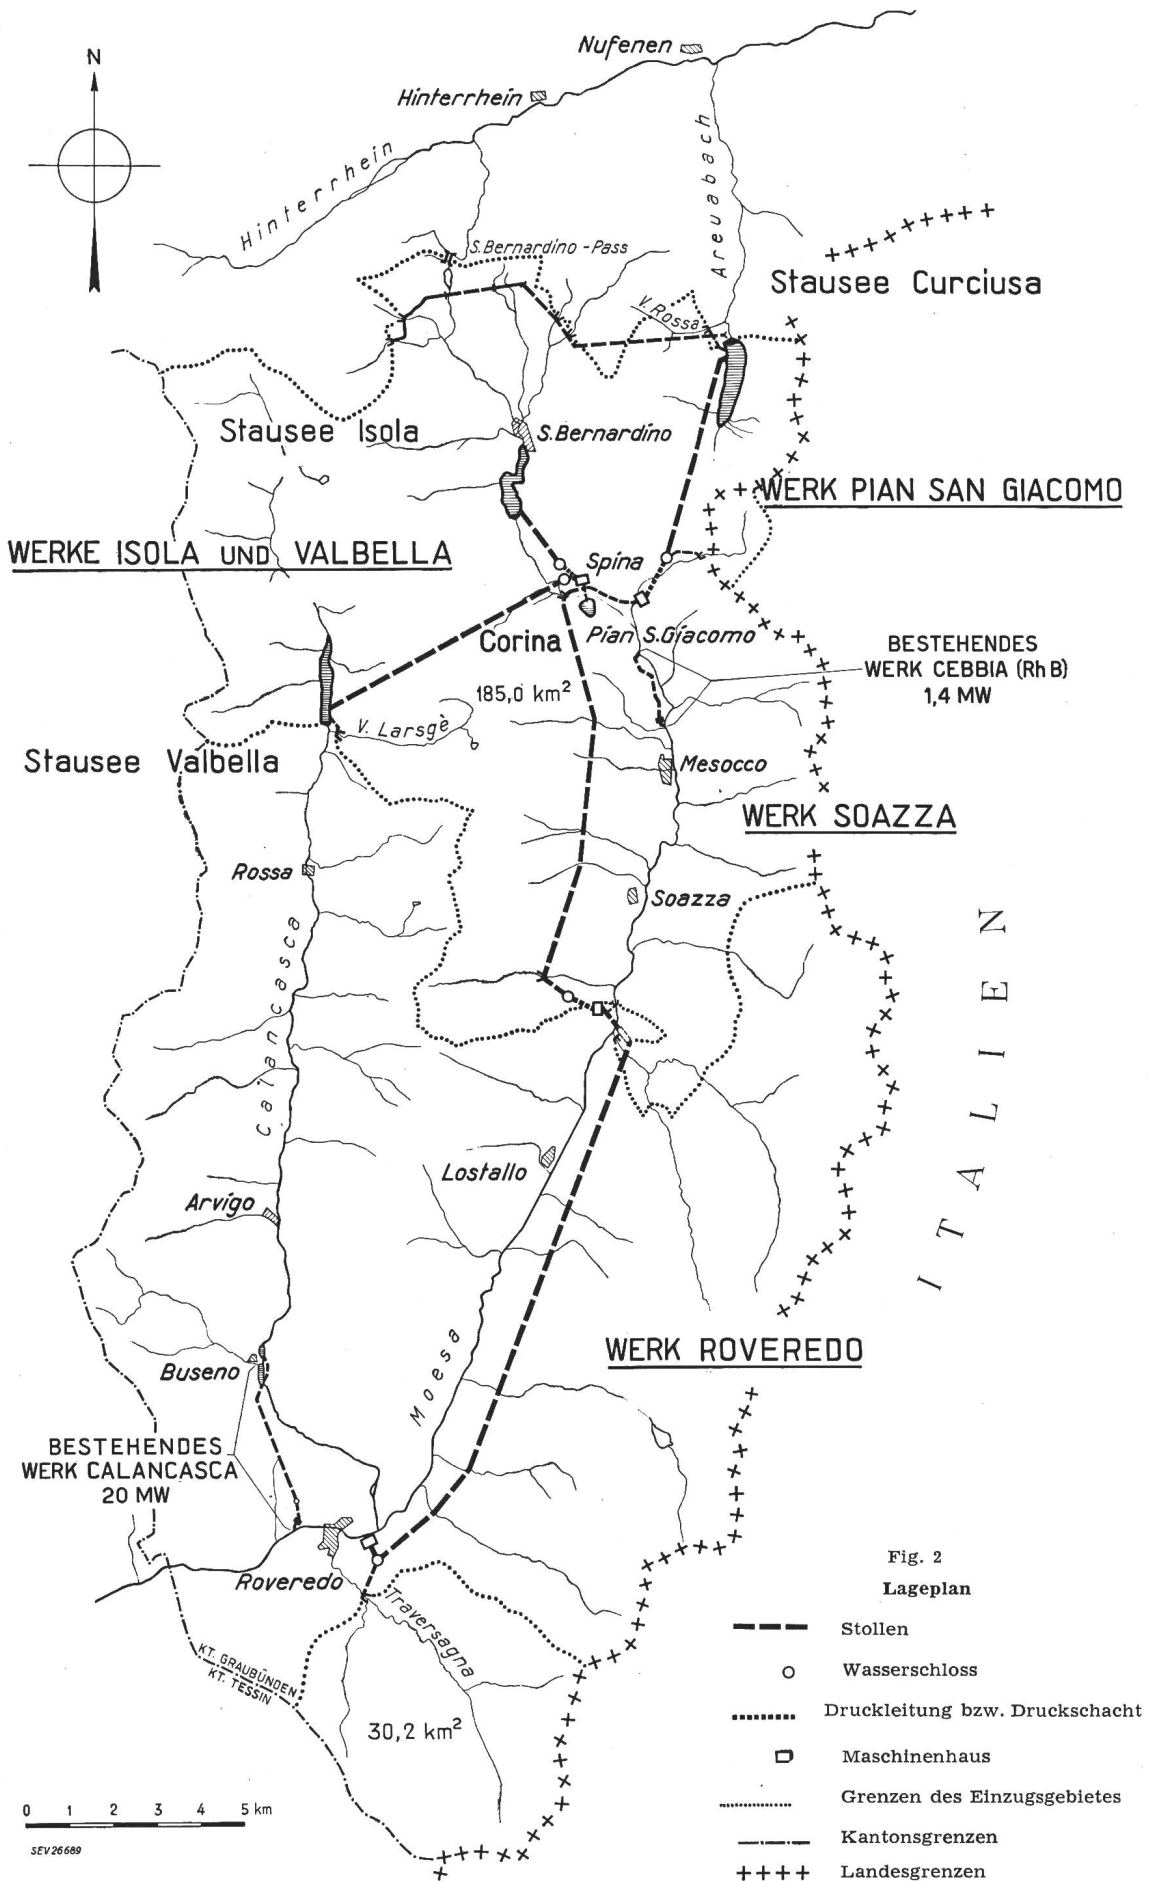 N
Nufenen
Hinterrhein
Hinterrhein
Areuabach
S.Bernardino-Pass
Stausee Curciusa
V. Rossa
Stausee Isola
S.Bernardino
WERK PIAN SAN GIACOMO
WERKE ISOLA UND VALBELLA
Spina
Corina
Pian S.Giacomo
BESTEHENDES
WERK CEBBIA (RhB)
1,4 MW
185,0 km²
V. Larsgè
Stausee Valbella
Mesocco
WERK SOAZZA
Rossa
Soazza
Calancasca
ITALIEN
Lostallo
Arvigo
Moesa
WERK ROVEREDO
Buseno
BESTEHENDES
WERK CALANCASCA
20 MW
Roveredo
Traversagna
KT. GRAUBÜNDEN
KT. TESSIN
30,2 km²
Fig. 2
Lageplan
Stollen
Wasserschloss
Druckleitung bzw. Druckschacht
Maschinenhaus
Grenzen des Einzugsgebietes
Kantonsgrenzen
Landesgrenzen
0 1 2 3 4 5 km
SEV26689